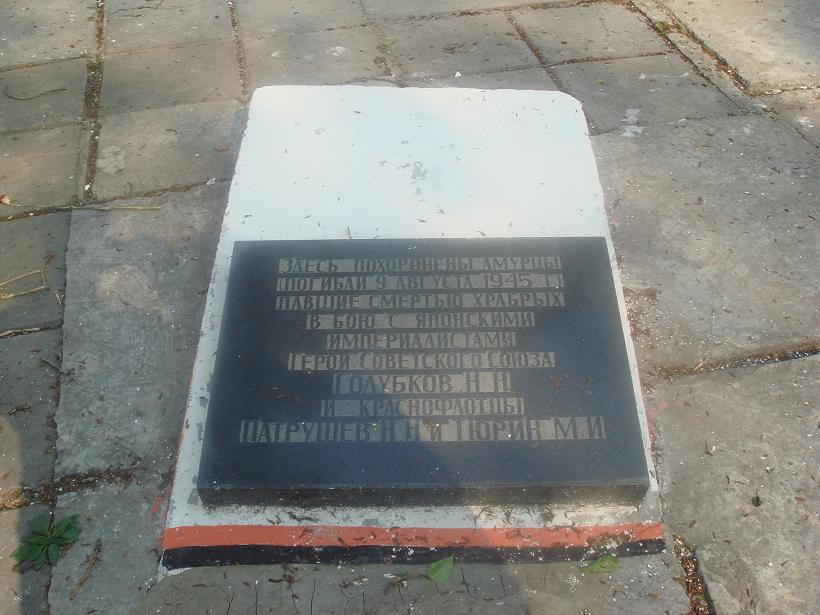 ЗДЕСЬ ПОХОРОНЕНЫ АМУРЦЫ
(ПОГИБЛИ 9 АВГУСТА 1945 Г)
ПАВШИЕ СМЕРТЬЮ ХРАБРЫХ
В БОЮ С ЯПОНСКИМИ
ИМПЕРИАЛИСТАМИ
ГЕРОЙ СОВЕТСКОГО СОЮЗА
ГОЛУБКОВ Н Н
И КРАСНОФЛОТЦЫ
ПАТРУШЕВ Н Н И ТЮРИН М И